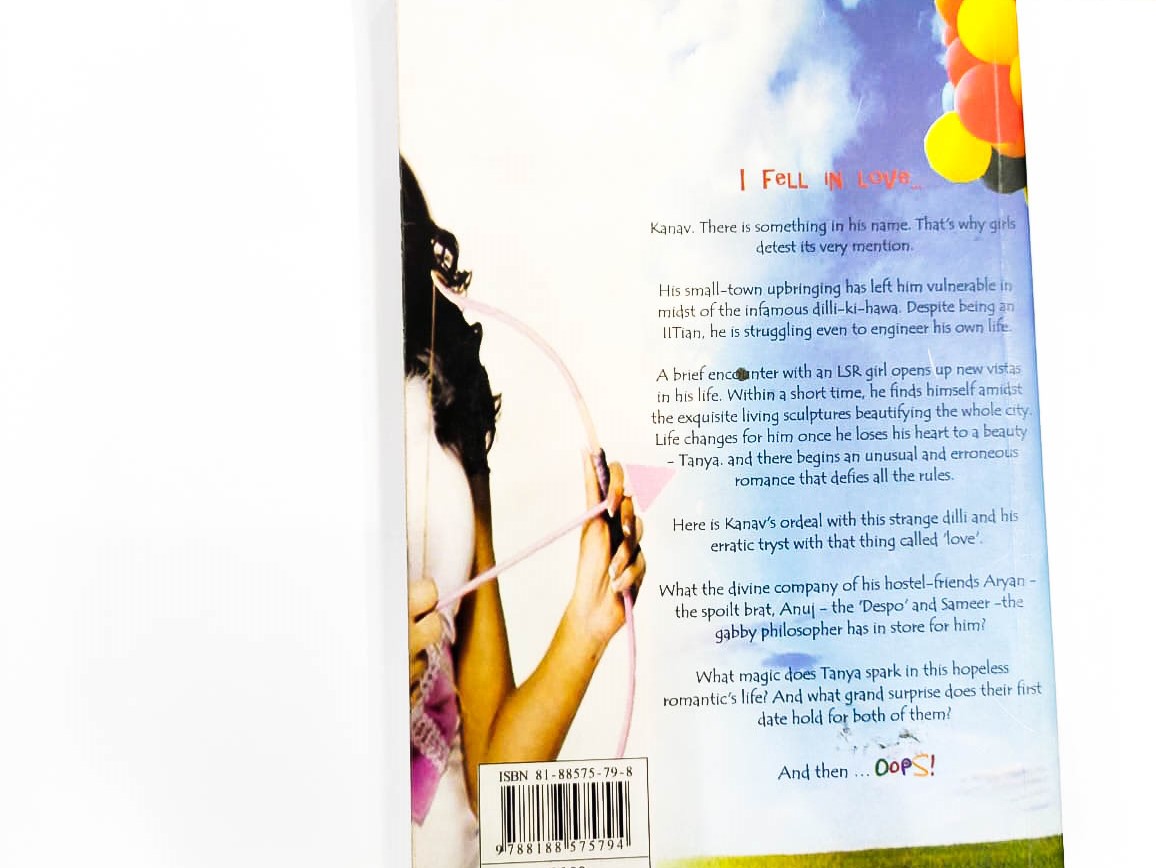 I FeLL iN LOVe...
Kanav. There is something in his name. That's why girls
detest its very mention.
His small-town upbringing has left him vulnerable in
midst of the infamous dilli-ki-hawa. Despite being an
IITian, he is struggling even to engineer his own life.
A brief encounter with an LSR girl opens up new vistas
in his life. Within a short time, he finds himself amidst
the exquisite living sculptures beautifying the whole city.
Life changes for him once he loses his heart to a beauty
- Tanya. and there begins an unusual and erroneous
romance that defies all the rules.
Here is Kanav's ordeal with this strange dilli and his
erratic tryst with that thing called 'love'.
What the divine company of his hostel-friends Aryan -
the spoilt brat, Anuj - the 'Despo' and Sameer -the
gabby philosopher has in store for him?
What magic does Tanya spark in this hopeless
romantic's life? And what grand surprise does their first
date hold for both of them?
And then ... OOPS!
ISBN 81-88575-79-8
9788188575794